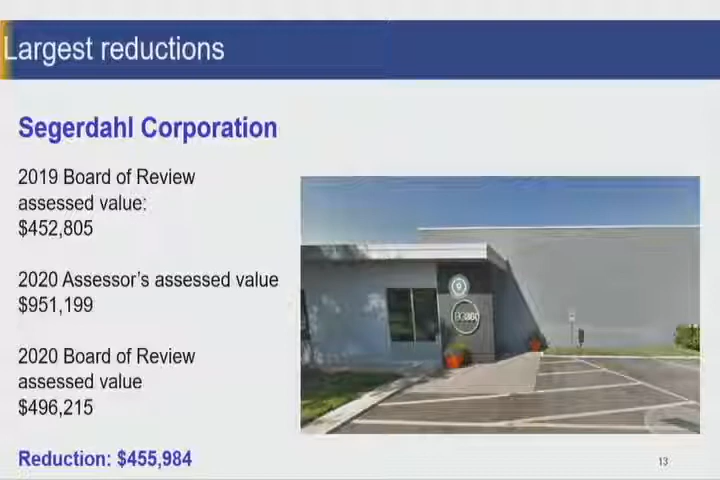 Largest reductions
Segerdahl Corporation
2019 Board of Review
assessed value:
$452,805
2020 Assessor's assessed value
$951,199
2020 Board of Review
assessed value
$496,215
Reduction: $455,984
13